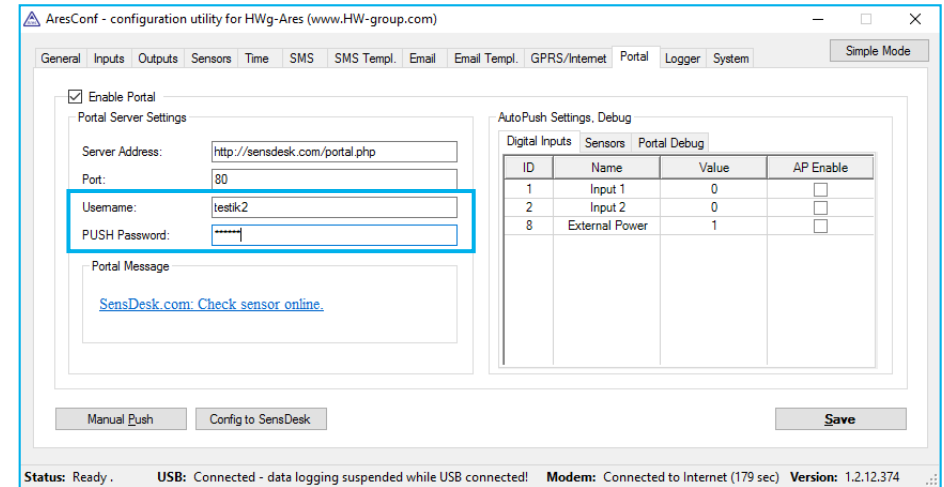 AresConf - configuration utility for HWg-Ares (www.HW-group.com)
General Inputs Outputs Sensors Time SMS SMS Templ. Email Email Templ. GPRS/Internet Portal Logger System Simple Mode
Enable Portal
Portal Server Settings
Server Address: http://sensdesk.com/portal.php
Port: 80
Username: testik2
PUSH Password: ******
Portal Message
SensDesk.com: Check sensor online.
AutoPush Settings, Debug
Digital Inputs Sensors Portal Debug
ID Name Value AP Enable
1 Input 1 0
2 Input 2 0
8 External Power 1
Manual Push Config to SensDesk Save
Status: Ready . USB: Connected - data logging suspended while USB connected! Modem: Connected to Internet (179 sec) Version: 1.2.12.374